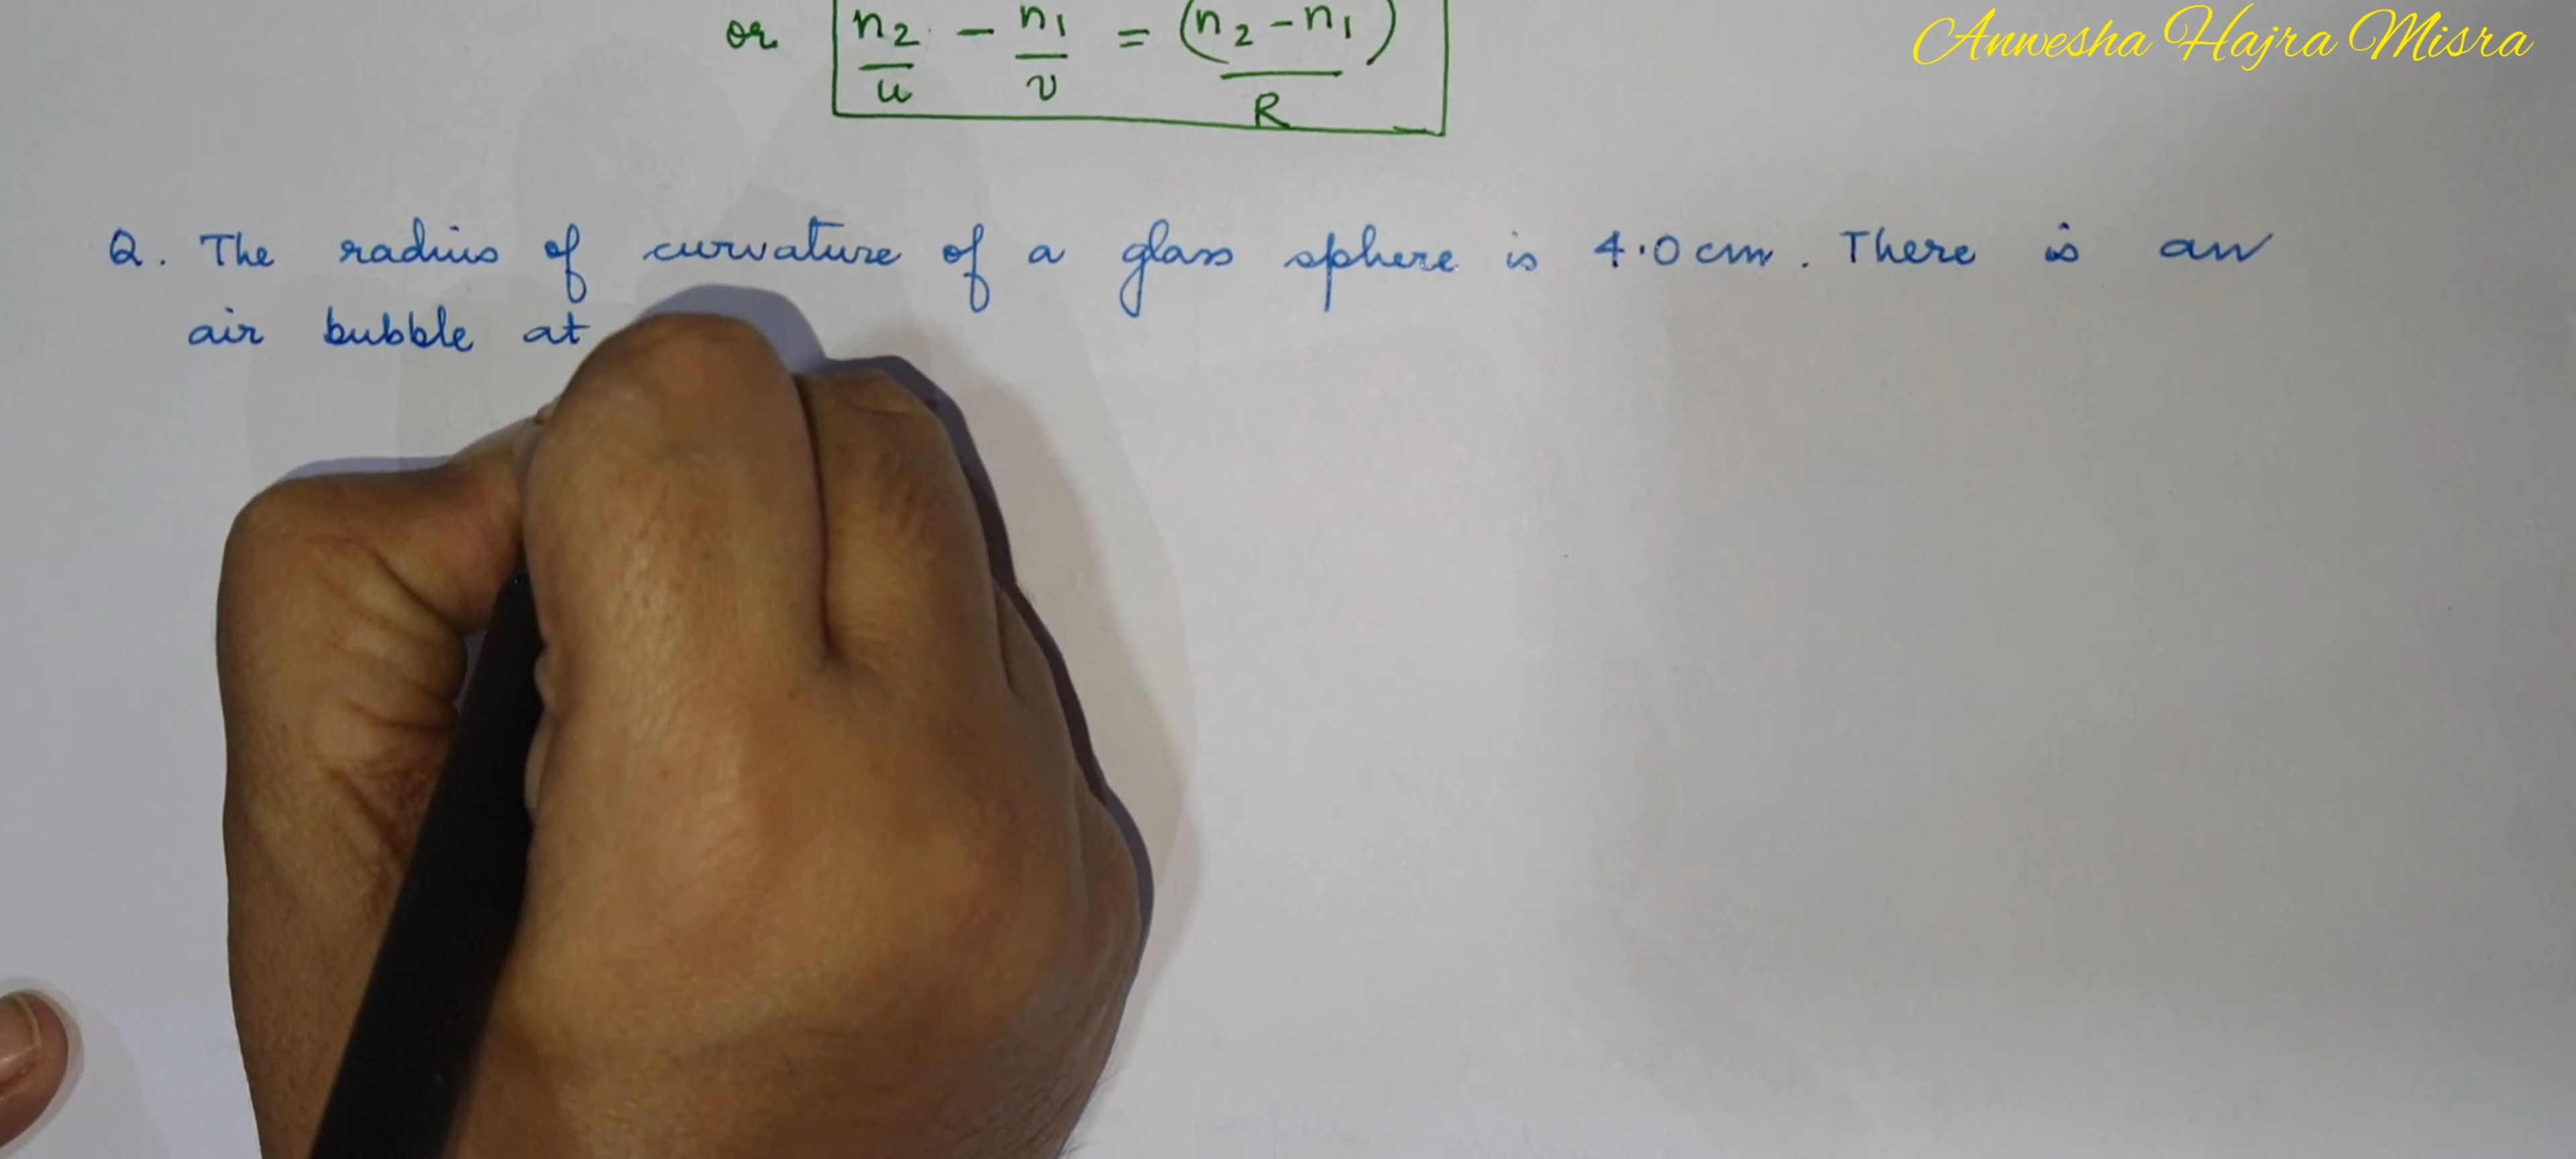 Anwesha Hajra Misra
or n2/u - n1/v = (n2-n1)/R
Q. The radius of curvature of a glass sphere is 4.0 cm. There is an
air bubble at